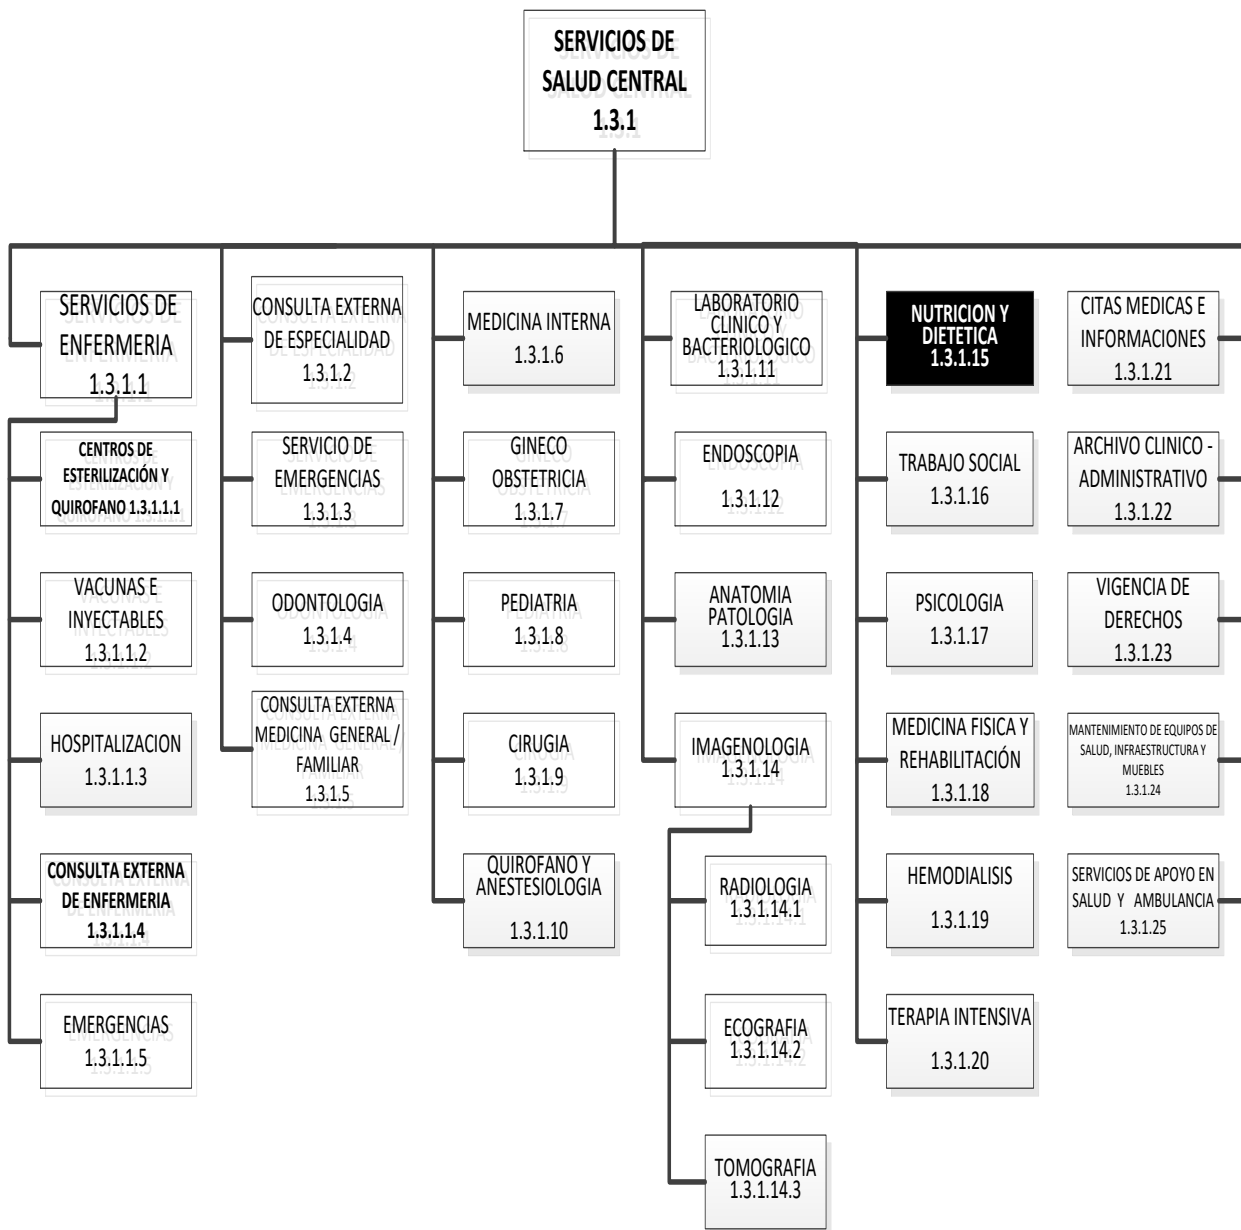 SERVICIOS DE
SALUD CENTRAL
1.3.1
SERVICIOS DE
ENFERMERIA
1.3.1.1
CENTROS DE
ESTERILIZACIÓN Y
QUIROFANO 1.3.1.1.1
VACUNAS E
INYECTABLES
1.3.1.1.2
HOSPITALIZACION
1.3.1.1.3
CONSULTA EXTERNA
DE ENFERMERIA
1.3.1.1.4
EMERGENCIAS
1.3.1.1.5
CONSULTA EXTERNA
DE ESPECIALIDAD
1.3.1.2
SERVICIO DE
EMERGENCIAS
1.3.1.3
ODONTOLOGIA
1.3.1.4
CONSULTA EXTERNA
MEDICINA GENERAL /
FAMILIAR
1.3.1.5
MEDICINA INTERNA
1.3.1.6
GINECO
OBSTETRICIA
1.3.1.7
PEDIATRIA
1.3.1.8
CIRUGIA
1.3.1.9
QUIROFANO Y
ANESTESIOLOGIA
1.3.1.10
LABORATORIO
CLINICO Y
BACTERIOLOGICO
1.3.1.11
ENDOSCOPIA
1.3.1.12
ANATOMIA
PATOLOGIA
1.3.1.13
IMAGENOLOGIA
1.3.1.14
RADIOLOGIA
1.3.1.14.1
ECOGRAFIA
1.3.1.14.2
TOMOGRAFIA
1.3.1.14.3
NUTRICION Y
DIETETICA
1.3.1.15
TRABAJO SOCIAL
1.3.1.16
PSICOLOGIA
1.3.1.17
MEDICINA FISICA Y
REHABILITACIÓN
1.3.1.18
HEMODIALISIS
1.3.1.19
TERAPIA INTENSIVA
1.3.1.20
CITAS MEDICAS E
INFORMACIONES
1.3.1.21
ARCHIVO CLINICO -
ADMINISTRATIVO
1.3.1.22
VIGENCIA DE
DERECHOS
1.3.1.23
MANTENIMIENTO DE EQUIPOS DE
SALUD, INFRAESTRUCTURA Y
MUEBLES
1.3.1.24
SERVICIOS DE APOYO EN
SALUD Y AMBULANCIA
1.3.1.25